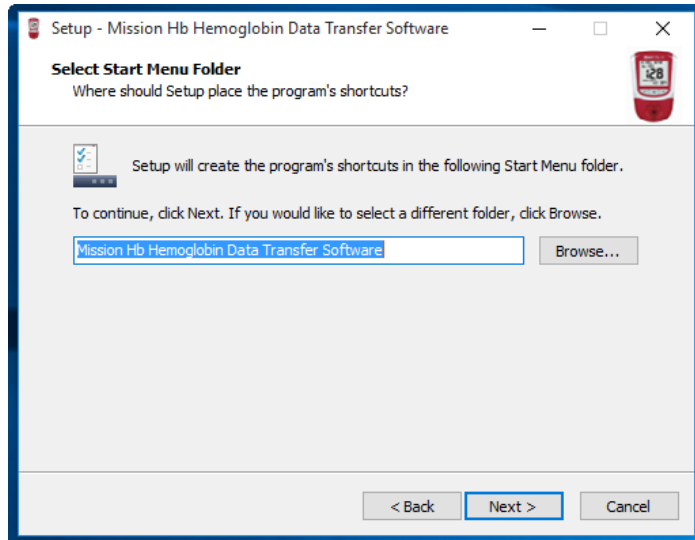 Setup - Mission Hb Hemoglobin Data Transfer Software
Select Start Menu Folder
Where should Setup place the program's shortcuts?
128
Setup will create the program's shortcuts in the following Start Menu folder.
To continue, click Next. If you would like to select a different folder, click Browse.
Mission Hb Hemoglobin Data Transfer Software
Browse...
< Back
Next >
Cancel